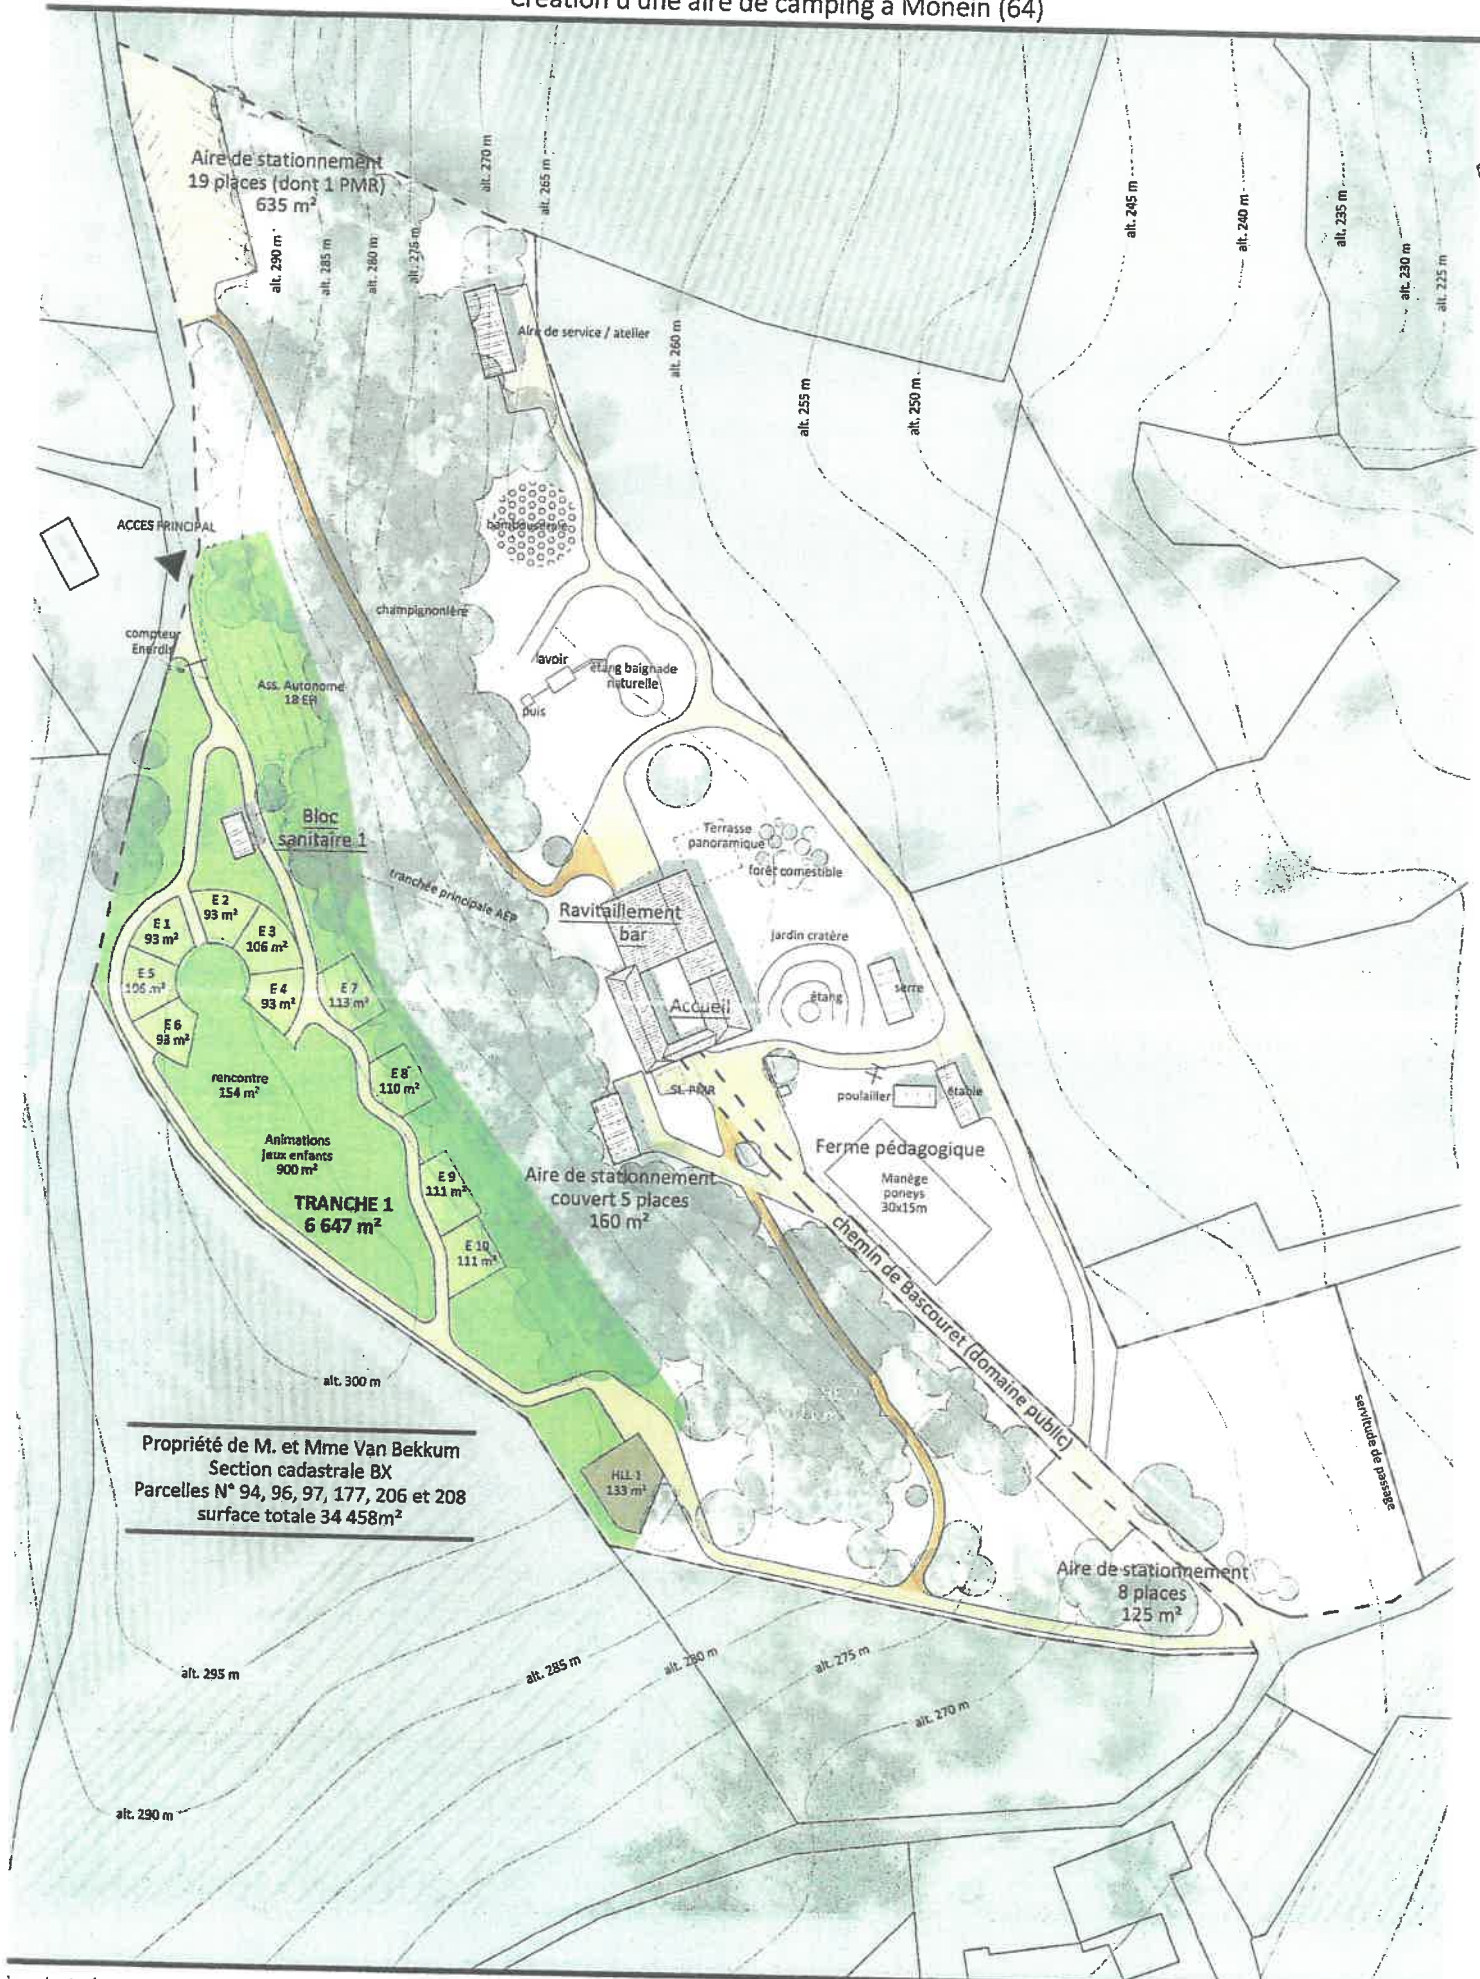 Création d'une aire de camping à Monein (64)
Aire de stationnement
19 places (dont 1 PMR)
635 m²
alt. 290 m
alt. 285 m
alt. 280 m
alt. 275 m
alt. 270 m
alt. 265 m
alt. 260 m
alt. 255 m
alt. 250 m
alt. 245 m
alt. 240 m
alt. 235 m
alt. 230 m
alt. 225 m
Aire de service / atelier
ACCES PRINCIPAL
bambouseraie
champignonière
compteur
Enerdis
Ass. Autonome
18 EH
lavoir
étang baignade
naturelle
puis
Bloc
sanitaire 1
tranchée principale AEP
Terrasse
panoramique
forêt comestible
Ravitaillement
bar
jardin cratère
étang
serre
Accueil
E 1
93 m²
E 2
93 m²
E 3
106 m²
E 4
93 m²
E 5
106 m²
E 6
93 m²
E 7
113 m²
E 8
110 m²
E 9
111 m²
E 10
111 m²
rencontre
154 m²
Animations
jeux enfants
900 m²
TRANCHE 1
6 647 m²
St. PMR
poulailler
étable
Ferme pédagogique
Manège
poneys
30x15m
Aire de stationnement
couvert 5 places
160 m²
chemin de Bascouret (domaine public)
servitude de passage
alt. 300 m
Propriété de M. et Mme Van Bekkum
Section cadastrale BX
Parcelles N° 94, 96, 97, 177, 206 et 208
surface totale 34 458m²
HLL 1
133 m²
Aire de stationnement
8 places
125 m²
alt. 295 m
alt. 285 m
alt. 280 m
alt. 275 m
alt. 270 m
alt. 290 m